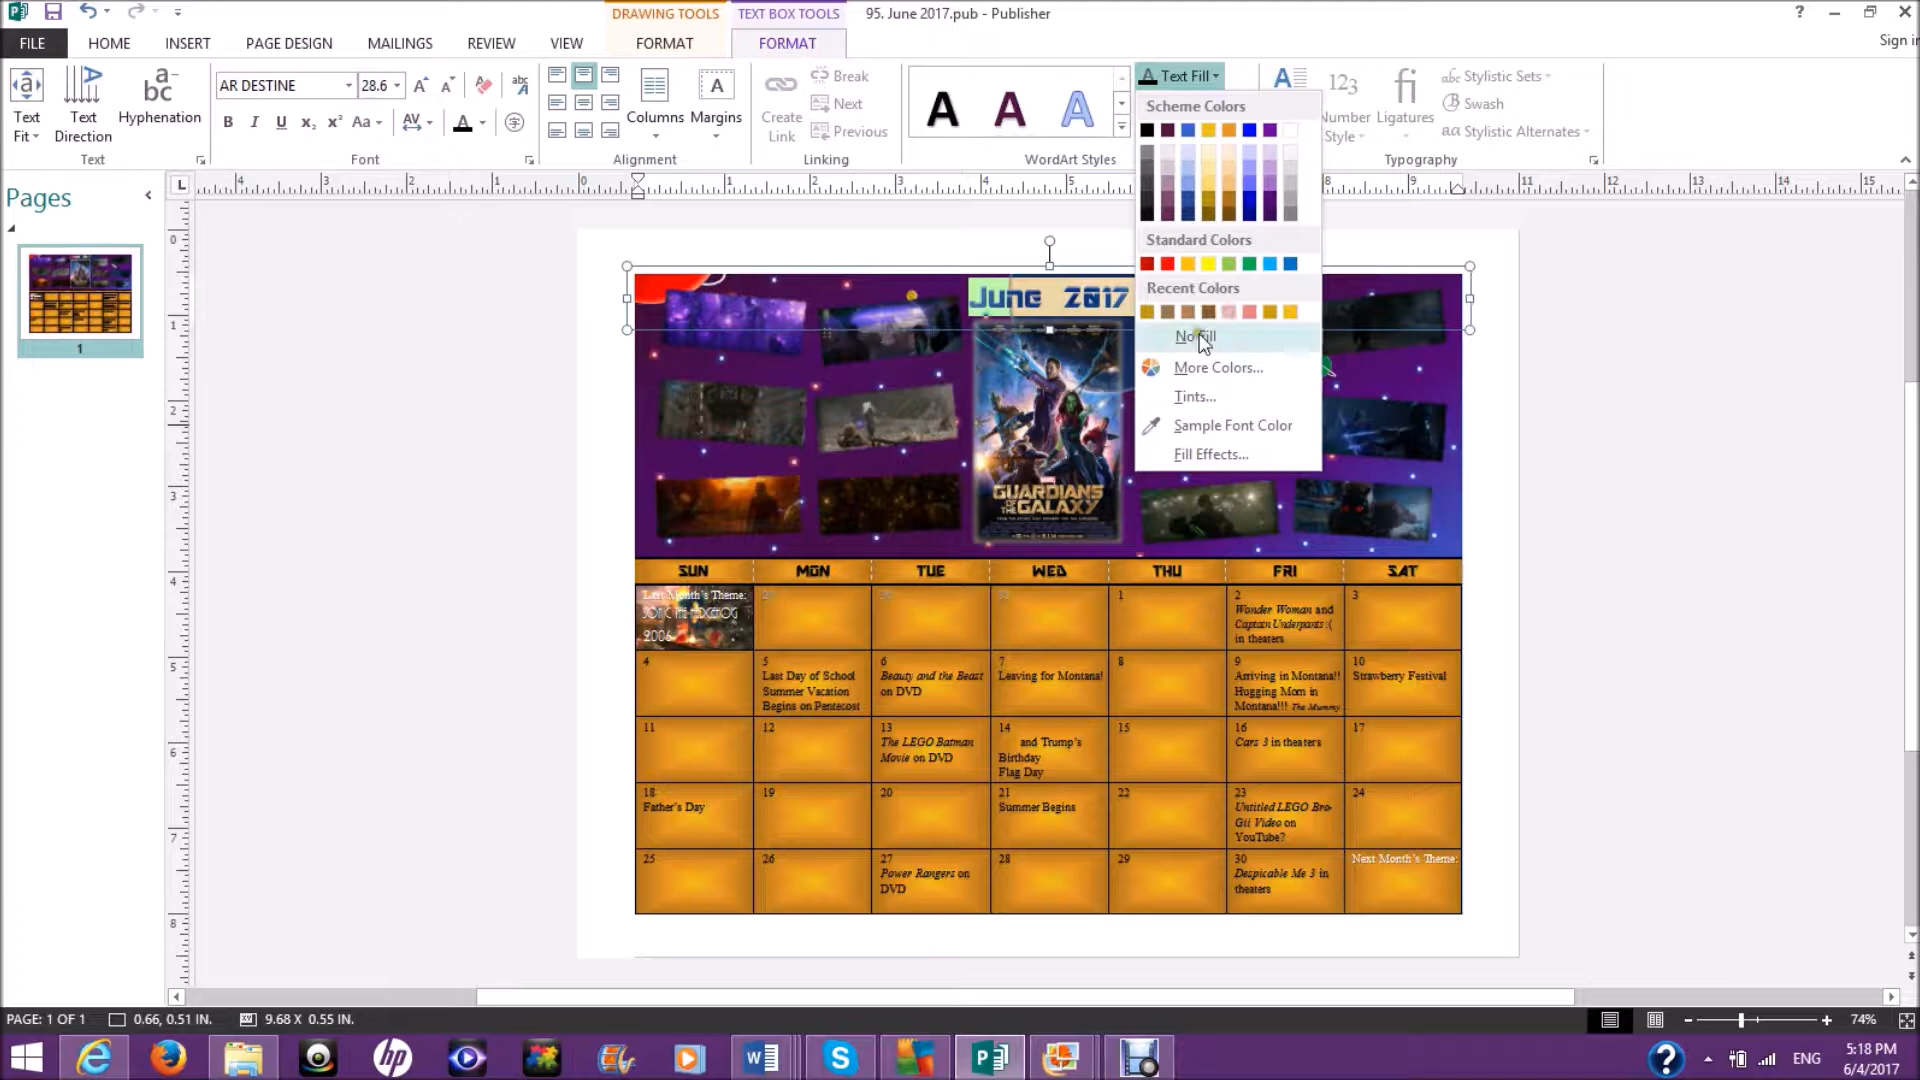 DRAWING TOOLS
TEXT BOX TOOLS
95. June 2017.pub - Publisher
?
FILE
HOME
INSERT
PAGE DESIGN
MAILINGS
REVIEW
VIEW
FORMAT
FORMAT
Sign in
Text Fit
Text Direction
Hyphenation
Text
AR DESTINE
28.6
Font
Columns
Margins
Alignment
Create Link
Break
Next
Previous
Linking
WordArt Styles
Text Fill
Number Style
Ligatures
Stylistic Sets
Swash
Stylistic Alternates
Typography
Scheme Colors
Standard Colors
Recent Colors
No Fill
More Colors...
Tints...
Sample Font Color
Fill Effects...
Pages
1
June 2017
MARVEL
GUARDIANS
OF THE GALAXY
SUN MON TUE WED THU FRI SAT
Last Month's Theme:
SONIC THE HEDGEHOG
2006
1
2
Wonder Woman and
Captain Underpants :(
in theaters
3
4
5
Last Day of School
Summer Vacation
Begins on Pentecost
6
Beauty and the Beast
on DVD
7
Leaving for Montana!
8
9
Arriving in Montana!!
Hugging Mom in
Montana!!! The Mummy
10
Strawberry Festival
11
12
13
The LEGO Batman
Movie on DVD
14
and Trump's
Birthday
Flag Day
15
16
Cars 3 in theaters
17
18
Father's Day
19
20
21
Summer Begins
22
23
Untitled LEGO Bro-
Gii Video on
YouTube?
24
25
26
27
Power Rangers on
DVD
28
29
30
Despicable Me 3 in
theaters
Next Month's Theme:
PAGE: 1 OF 1
0.66, 0.51 IN.
9.68 X 0.55 IN.
74%
ENG
5:18 PM
6/4/2017